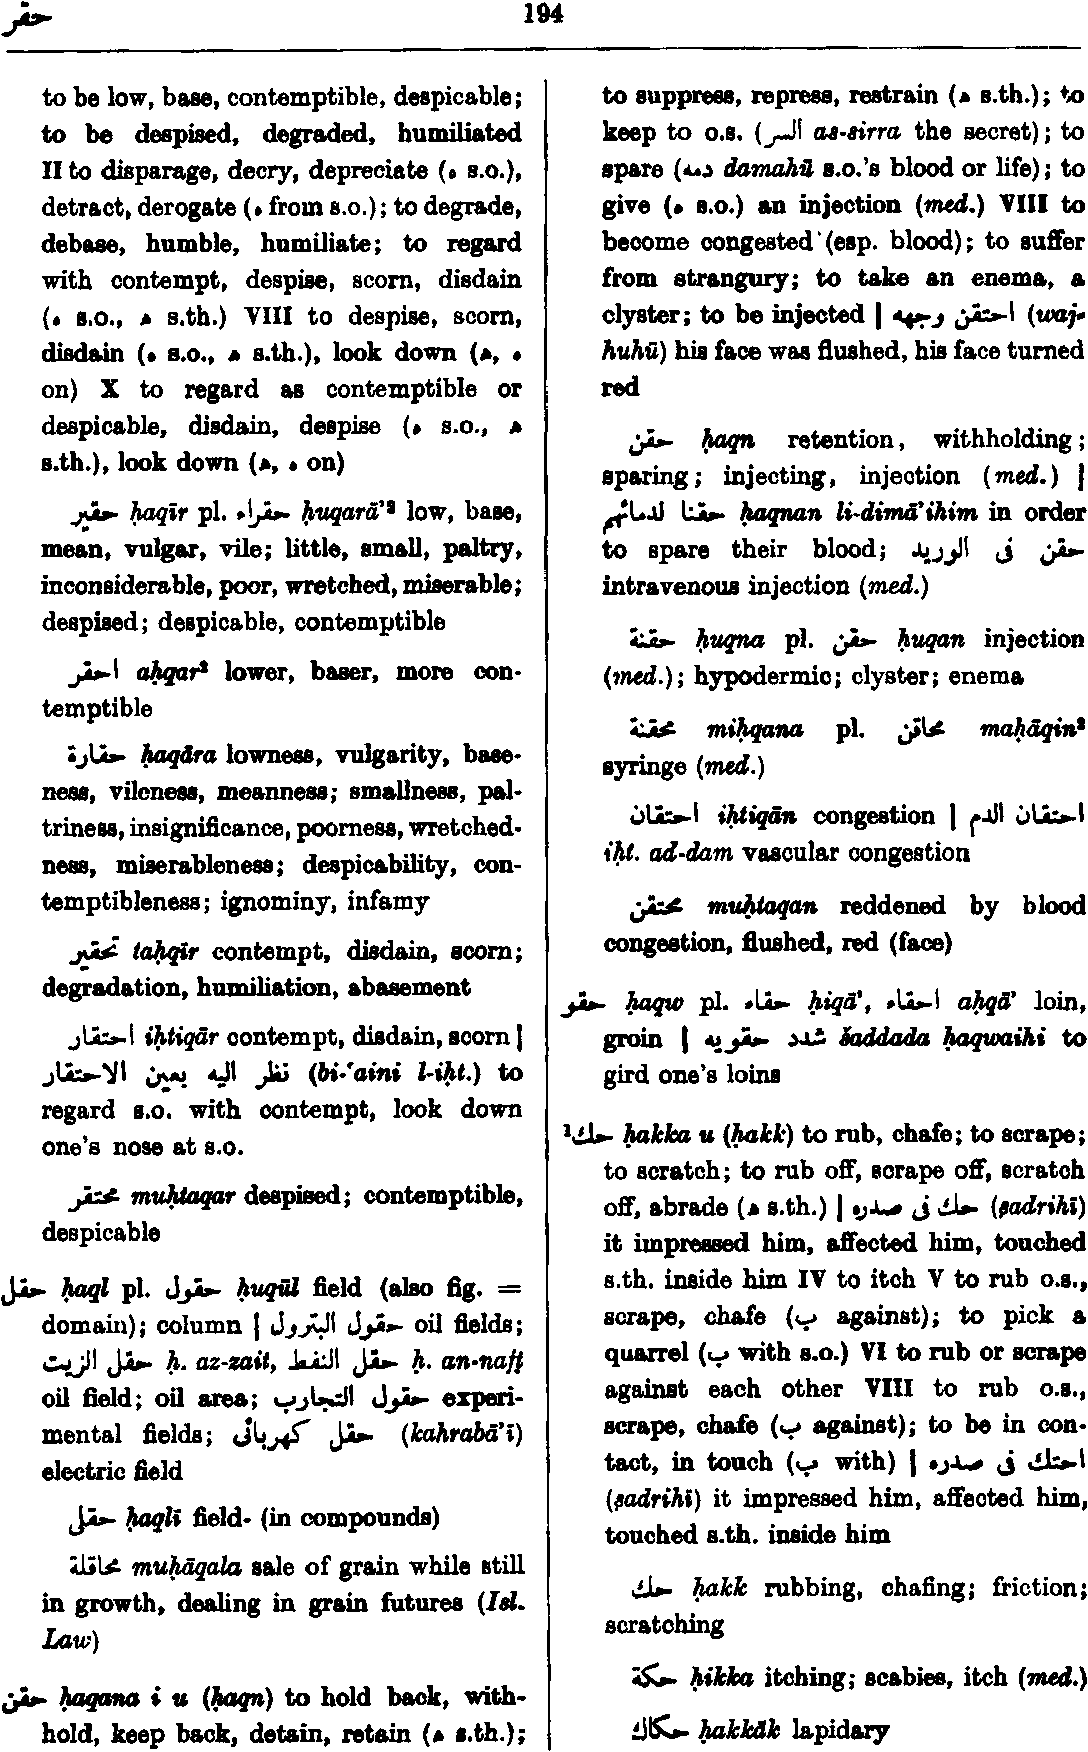 حقر
194
to be low, base, contemptible, despicable;
to be despised, degraded, humiliated
II to disparage, decry, depreciate (ه s.o.),
detract, derogate (ه from s.o.); to degrade,
debase, humble, humiliate; to regard
with contempt, despise, scorn, disdain
(ه s.o., ھ s.th.) VIII to despise, scorn,
disdain (ه s.o., ھ s.th.), look down (ھ, ه
on) X to regard as contemptible or
despicable, disdain, despise (ه s.o., ھ
s.th.), look down (ھ, ه on)
حقير ḥaqīr pl. حقراء ḥuqarā’² low, base,
mean, vulgar, vile; little, small, paltry,
inconsiderable, poor, wretched, miserable;
despised; despicable, contemptible
احقر aḥqar² lower, baser, more con-
temptible
حقارة ḥaqāra lowness, vulgarity, base-
ness, vileness, meanness; smallness, pal-
triness, insignificance, poorness, wretched-
ness, miserableness; despicability, con-
temptibleness; ignominy, infamy
تحقير taḥqīr contempt, disdain, scorn;
degradation, humiliation, abasement
احتقار iḥtiqār contempt, disdain, scorn |
نظر اليه بعين الاحتقار (bi-‘aini l-iḥt.) to
regard s.o. with contempt, look down
one's nose at s.o.
محتقر muḥtaqar despised; contemptible,
despicable
حقل ḥaql pl. حقول ḥuqūl field (also fig. =
domain); column | حقول البترول oil fields;
حقل الزيت ḥ. az-zait, حقل النفط ḥ. an-nafṭ
oil field; oil area; حقول التجارب experi-
mental fields; حقل كهربائى (kahrabā’ī)
electric field
حقلى ḥaqlī field- (in compounds)
محاقلة muḥāqala sale of grain while still
in growth, dealing in grain futures (Isl.
Law)
حقن ḥaqana i u (ḥaqn) to hold back, with-
hold, keep back, detain, retain (ھ s.th.);
to suppress, repress, restrain (ھ s.th.); to
keep to o.s. (السر as-sirra the secret); to
spare (دمه damahū s.o.'s blood or life); to
give (ه s.o.) an injection (med.) VIII to
become congested (esp. blood); to suffer
from strangury; to take an enema, a
clyster; to be injected | احتقن وجهه (waj-
huhū) his face was flushed, his face turned
red
حقن ḥaqn retention, withholding;
sparing; injecting, injection (med.) |
حقنا لدمائهم ḥaqnan li-dimā’ihim in order
to spare their blood; حقن فى الوريد
intravenous injection (med.)
حقنة ḥuqna pl. حقن ḥuqan injection
(med.); hypodermic; clyster; enema
محقنة miḥqana pl. محاقن maḥāqin²
syringe (med.)
احتقان iḥtiqān congestion | احتقان الدم
iḥt. ad-dam vascular congestion
محتقن muḥtaqan reddened by blood
congestion, flushed, red (face)
حقو ḥaqw pl. حقاء ḥiqā’, احقاء aḥqā’ loin,
groin | شدد حقويه šaddada ḥaqwaihi to
gird one's loins
حك¹ ḥakka u (ḥakk) to rub, chafe; to scrape;
to scratch; to rub off, scrape off, scratch
off, abrade (ھ s.th.) | حك فى صدره (ṣadrihī)
it impressed him, affected him, touched
s.th. inside him IV to itch V to rub o.s.,
scrape, chafe (ب against); to pick a
quarrel (ب with s.o.) VI to rub or scrape
against each other VIII to rub o.s.,
scrape, chafe (ب against); to be in con-
tact, in touch (ب with) | احتك فى صدره
(ṣadrihī) it impressed him, affected him,
touched s.th. inside him
حك ḥakk rubbing, chafing; friction;
scratching
حكة ḥikka itching; scabies, itch (med.)
حكاك ḥakkāk lapidary